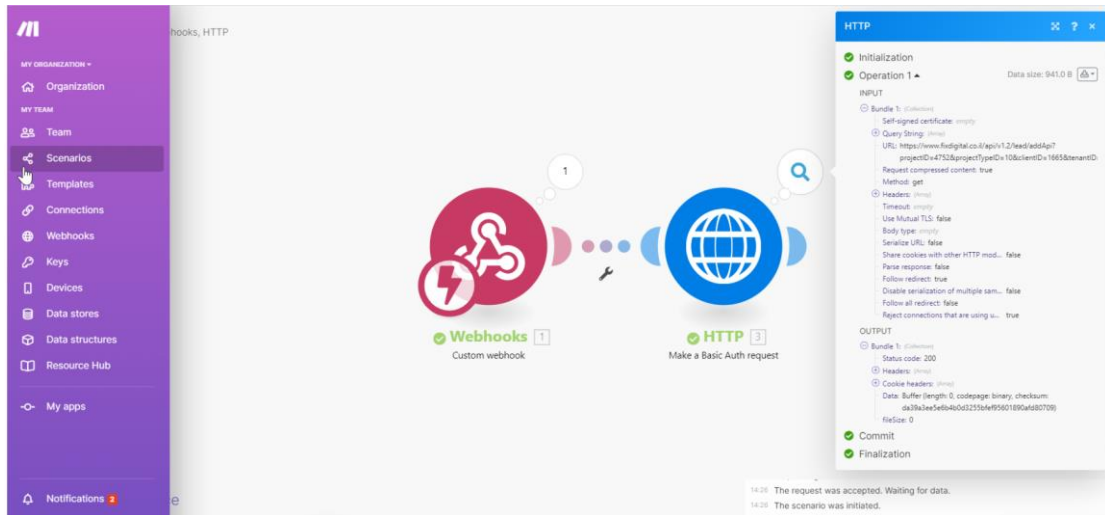 hooks, HTTP
MY ORGANIZATION
Organization
MY TEAM
Team
Scenarios
Templates
Connections
Webhooks
Keys
Devices
Data stores
Data structures
Resource Hub
My apps
Notifications 2
e
1
Webhooks 1
Custom webhook
HTTP 3
Make a Basic Auth request
HTTP
? ×
Initialization
Operation 1
Data size: 941.0 B
INPUT
Bundle 1: (Collection)
Self-signed certificate: empty
Query String: (Array)
URL: https://www.fixdigital.co.il/api/v1.2/lead/addApi?
projectID=4752&projectTypeID=10&clientID=1665&tenantID
Request compressed content: true
Method: get
Headers: (Array)
Timeout: empty
Use Mutual TLS: false
Body type: empty
Serialize URL: false
Share cookies with other HTTP mod... false
Parse response: false
Follow redirect: true
Disable serialization of multiple sam... false
Follow all redirect: false
Reject connections that are using u... true
OUTPUT
Bundle 1: (Collection)
Status code: 200
Headers: (Array)
Cookie headers: (Array)
Data: Buffer (length: 0, codepage: binary, checksum:
da39a3ee5e6b4b0d3255bfef95601890afd80709)
fileSize: 0
Commit
Finalization
14:26 The request was accepted. Waiting for data.
14:26 The scenario was initiated.